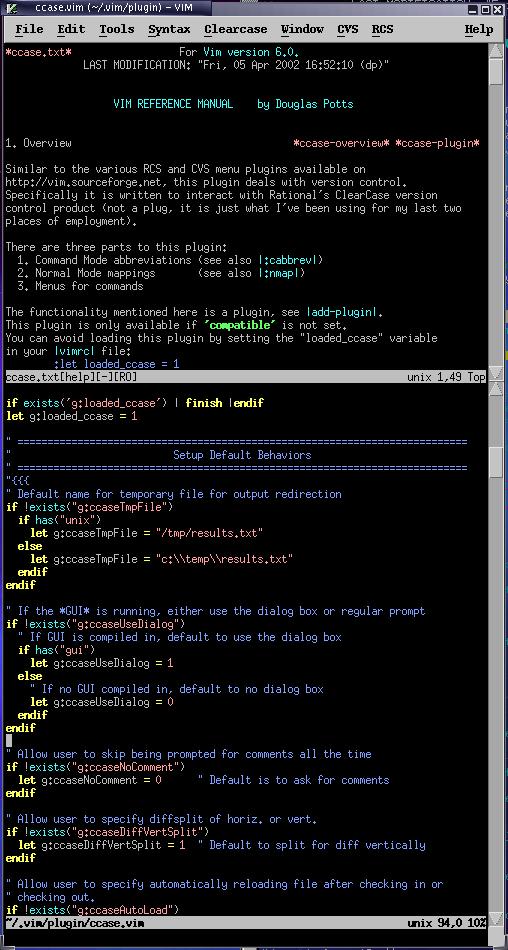 ccase.vim (~/.vim/plugin) - VIM
File Edit Tools Syntax Clearcase Window CVS RCS Help
*ccase.txt* For Vim version 6.0.
LAST MODIFICATION: "Fri, 05 Apr 2002 16:52:10 (dp)"
VIM REFERENCE MANUAL by Douglas Potts
1. Overview *ccase-overview* *ccase-plugin*
Similar to the various RCS and CVS menu plugins available on
http://vim.sourceforge.net, this plugin deals with version control.
Specifically it is written to interact with Rational's ClearCase version
control product (not a plug, it is just what I've been using for my last two
places of employment).
There are three parts to this plugin:
1. Command Mode abbreviations (see also |:cabbrev|)
2. Normal Mode mappings (see also |:nmap|)
3. Menus for commands
The functionality mentioned here is a plugin, see |add-plugin|.
This plugin is only available if 'compatible' is not set.
You can avoid loading this plugin by setting the "loaded_ccase" variable
in your |vimrc| file:
:let loaded_ccase = 1
ccase.txt[help][-][RO] unix 1,49 Top
if exists('g:loaded_ccase') | finish |endif
let g:loaded_ccase = 1
" ===========================================================================
" Setup Default Behaviors
" ===========================================================================
"{{{
" Default name for temporary file for output redirection
if !exists("g:ccaseTmpFile")
if has("unix")
let g:ccaseTmpFile = "/tmp/results.txt"
else
let g:ccaseTmpFile = "c:\\temp\\results.txt"
endif
endif
" If the *GUI* is running, either use the dialog box or regular prompt
if !exists("g:ccaseUseDialog")
" If GUI is compiled in, default to use the dialog box
if has("gui")
let g:ccaseUseDialog = 1
else
" If no GUI compiled in, default to no dialog box
let g:ccaseUseDialog = 0
endif
endif
" Allow user to skip being prompted for comments all the time
if !exists("g:ccaseNoComment")
let g:ccaseNoComment = 0 " Default is to ask for comments
endif
" Allow user to specify diffsplit of horiz. or vert.
if !exists("g:ccaseDiffVertSplit")
let g:ccaseDiffVertSplit = 1 " Default to split for diff vertically
endif
" Allow user to specify automatically reloading file after checking in or
" checking out.
if !exists("g:ccaseAutoLoad")
~/.vim/plugin/ccase.vim unix 94,0 10%